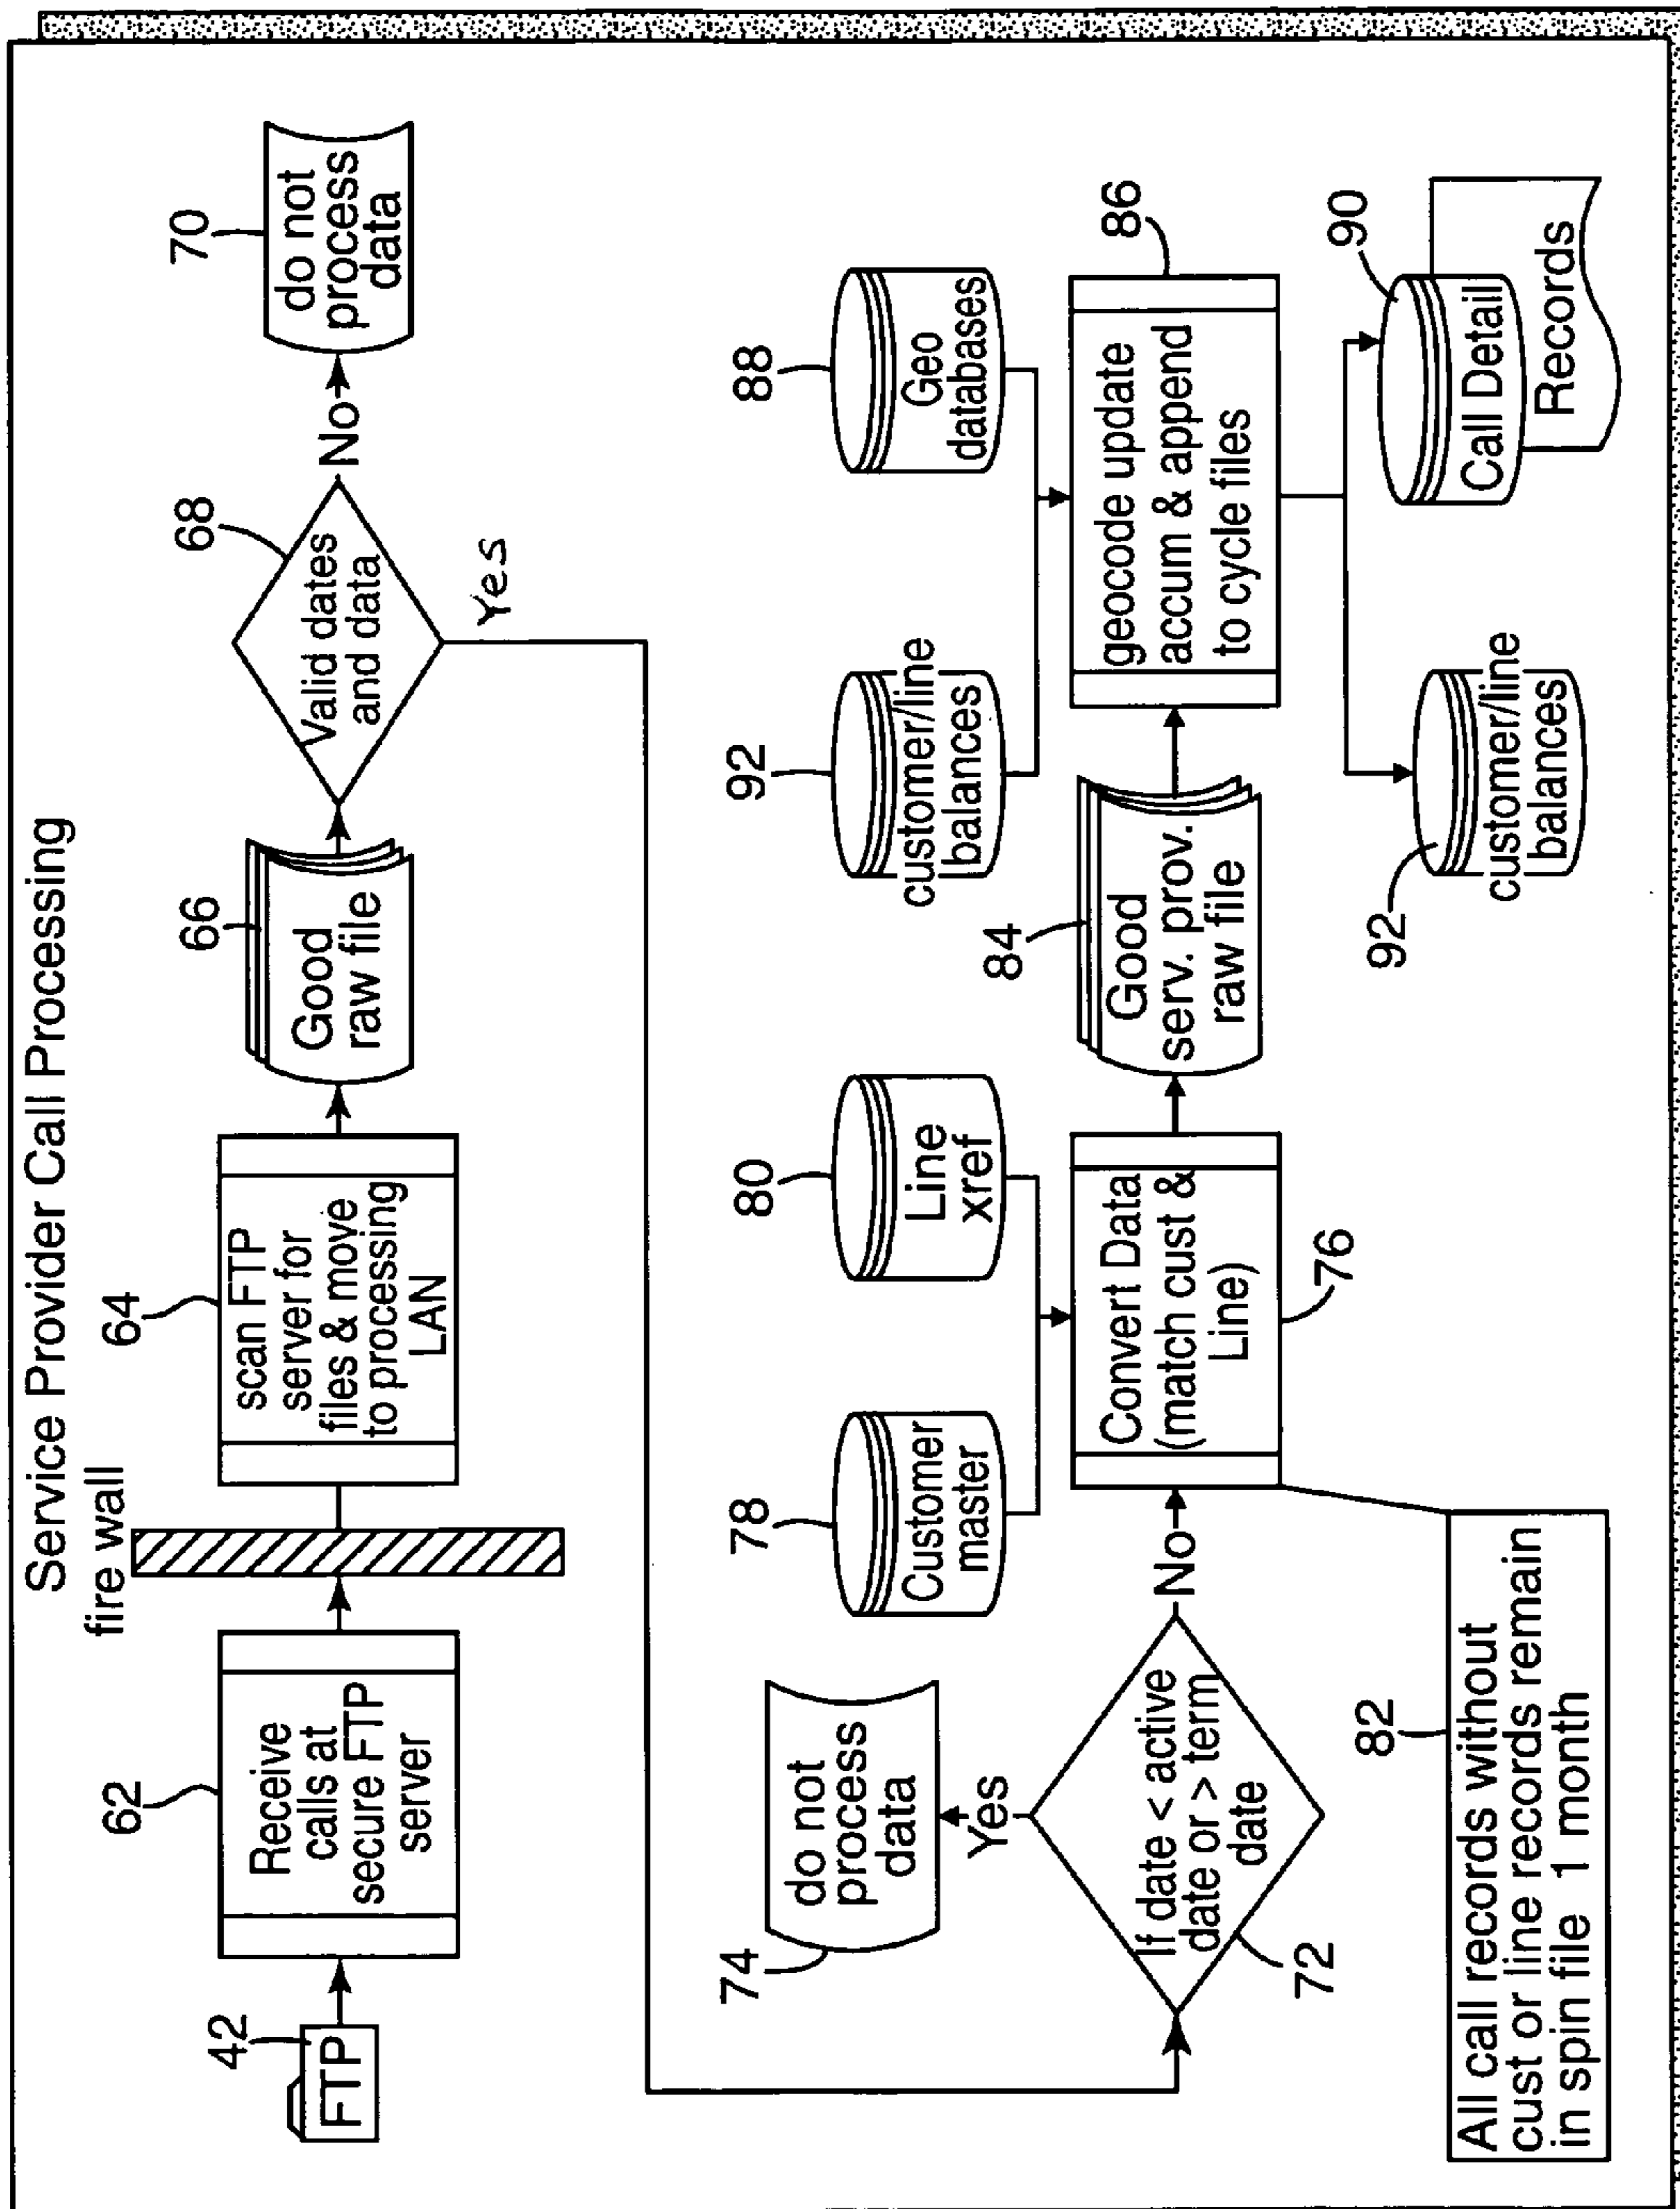 Service Provider Call Processing
fire wall
42
FTP
62
Receive
calls at
secure FTP
server
64
scan FTP
server for
files & move
to processing
LAN
66
Good
raw file
68
Valid dates
and data
No
70
do not
process
data
Yes
74
do not
process
data
Yes
72
If date < active
date or > term
date
No
78
Customer
master
80
Line
xref
Convert Data
(match cust &
Line)
76
82
All call records without
cust or line records remain
in spin file 1 month
84
Good
serv. prov.
raw file
92
customer/line
balances
88
Geo
databases
86
geocode update
accum & append
to cycle files
92
customer/line
balances
90
Call Detail
Records